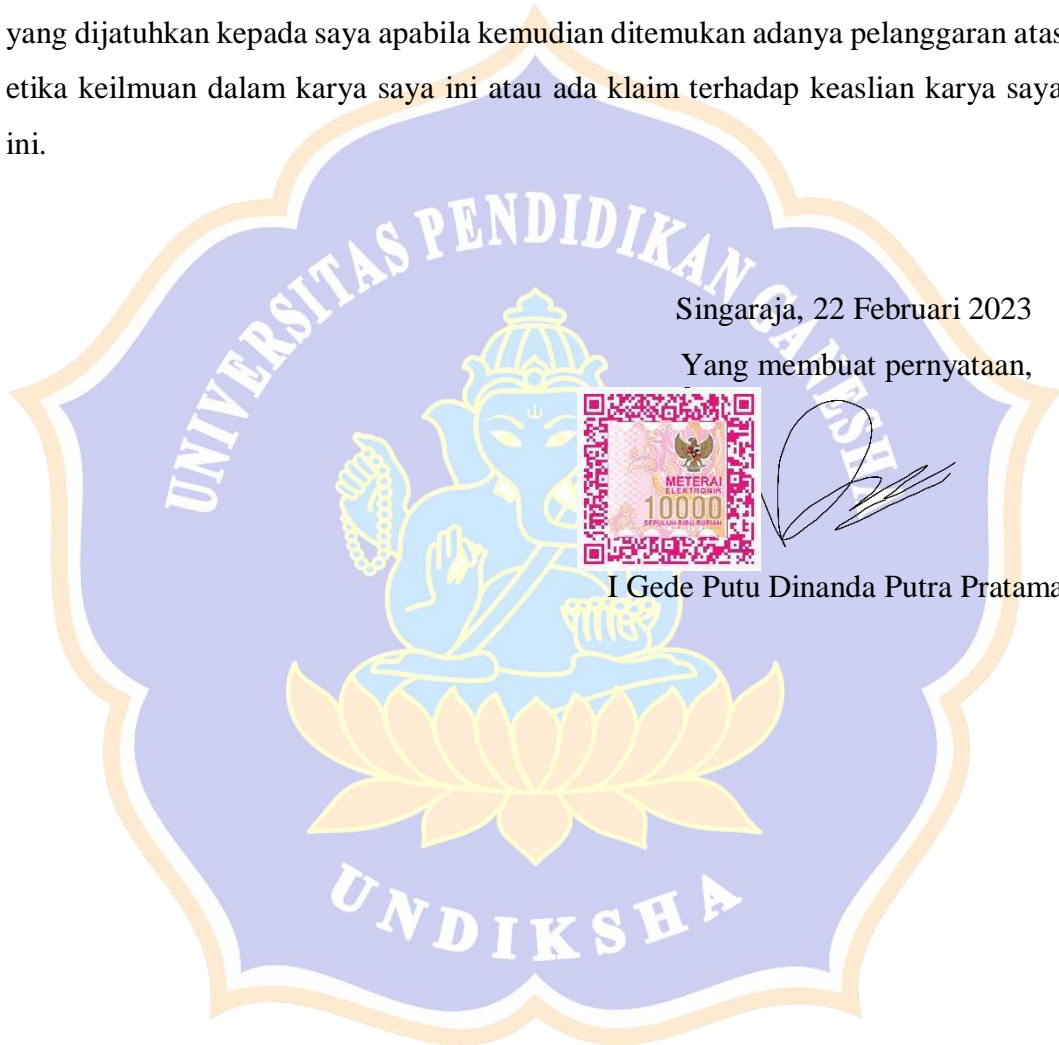 yang dijatuhkan kepada saya apabila kemudian ditemukan adanya pelanggaran atas
etika keilmuan dalam karya saya ini atau ada klaim terhadap keaslian karya saya
ini.
UNIVERSITAS PENDIDIKAN GANESHA
Singaraja, 22 Februari 2023
Yang membuat pernyataan,
METERAI
ELEKTRONIK
10000
SEPULUH RIBU RUPIAH
I Gede Putu Dinanda Putra Pratama
UNDIKSHA